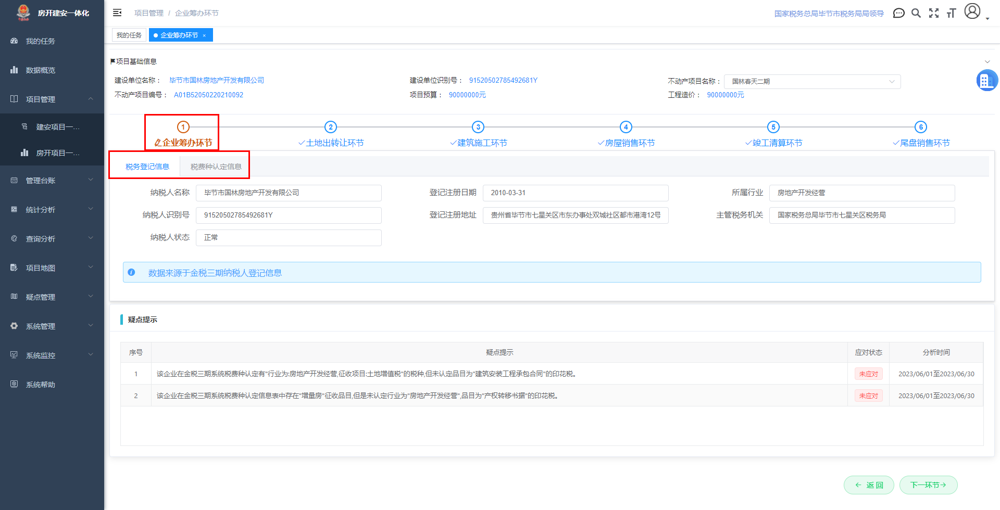 房开建安一体化
项目管理 / 企业筹办环节
国家税务总局毕节市税务局局领导
我的任务
企业筹办环节 ×
我的任务
数据概览
项目管理
建安项目一...
房开项目一...
管理台账
统计分析
查询分析
项目地图
疑点管理
系统管理
系统监控
系统帮助
项目基础信息
建设单位名称： 毕节市国林房地产开发有限公司
建设单位识别号： 91520502785492681Y
不动产项目名称： 国林春天二期
不动产项目编号： A01B52050220210092
项目预算： 90000000元
工程造价： 90000000元
1 2 3 4 5 6
企业筹办环节
土地出转让环节
建筑施工环节
房屋销售环节
竣工清算环节
尾盘销售环节
税务登记信息
税费种认定信息
纳税人名称 毕节市国林房地产开发有限公司
登记注册日期 2010-03-31
所属行业 房地产开发经营
纳税人识别号 91520502785492681Y
登记注册地址 贵州省毕节市七星关区市东办事处双城社区都市港湾12号
主管税务机关 国家税务总局毕节市七星关区税务局
纳税人状态 正常
数据来源于金税三期纳税人登记信息
疑点提示
序号 疑点提示 应对状态 分析时间
1 该企业在金税三期系统税费种认定有"行业为:房地产开发经营,征收项目:土地增值税"的税种,但未认定品目为"建筑安装工程承包合同"的印花税。 未应对 2023/06/01至2023/06/30
2 该企业在金税三期系统税费种认定信息表中存在"增量房"征收品目,但是未认定行业为"房地产开发经营",品目为"产权转移书据"的印花税。 未应对 2023/06/01至2023/06/30
← 返 回
下一环节→